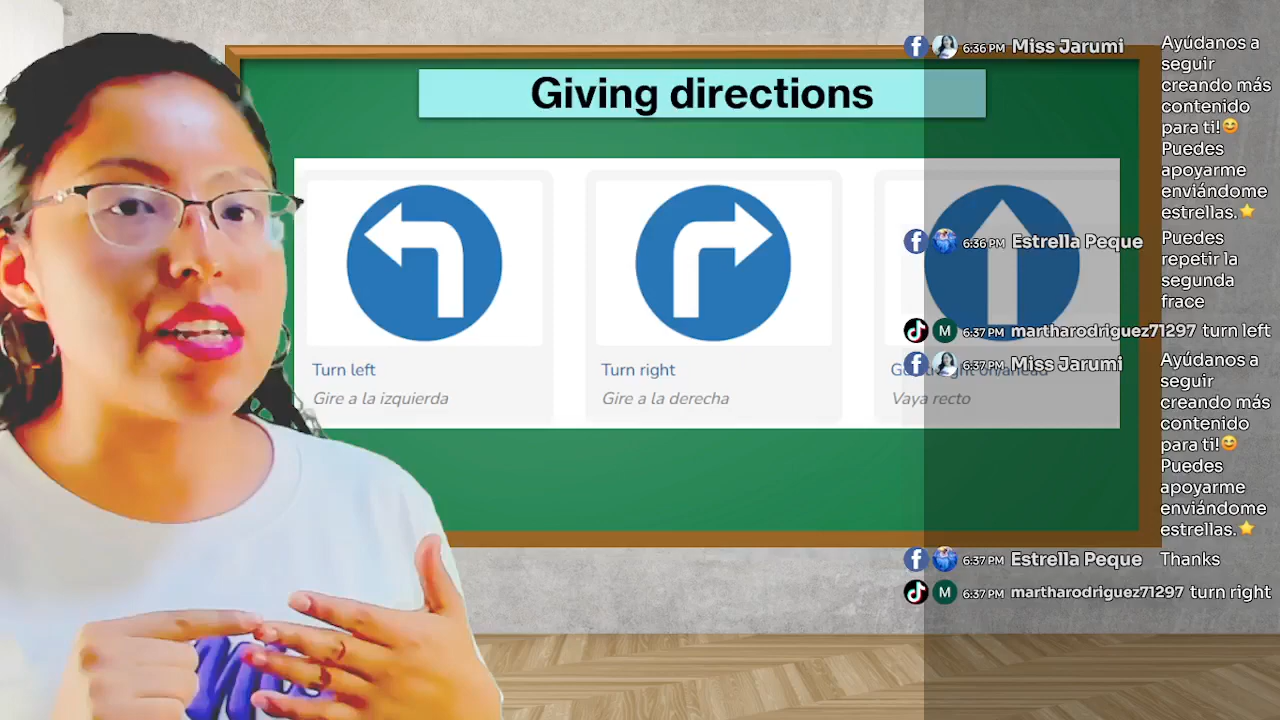 Giving directions
Turn left
Gire a la izquierda
Turn right
Gire a la derecha
Vaya recto
6:36 PM Miss Jarumi
Ayúdanos a
seguir
creando más
contenido
para ti!😊
Puedes
apoyarme
enviándome
estrellas.⭐
6:36 PM Estrella Peque
Puedes
repetir la
segunda
frace
M 6:37 PM martharodriguez71297 turn left
6:37 PM Miss Jarumi
Ayúdanos a
seguir
creando más
contenido
para ti!😊
Puedes
apoyarme
enviándome
estrellas.⭐
6:37 PM Estrella Peque Thanks
M 6:37 PM martharodriguez71297 turn right